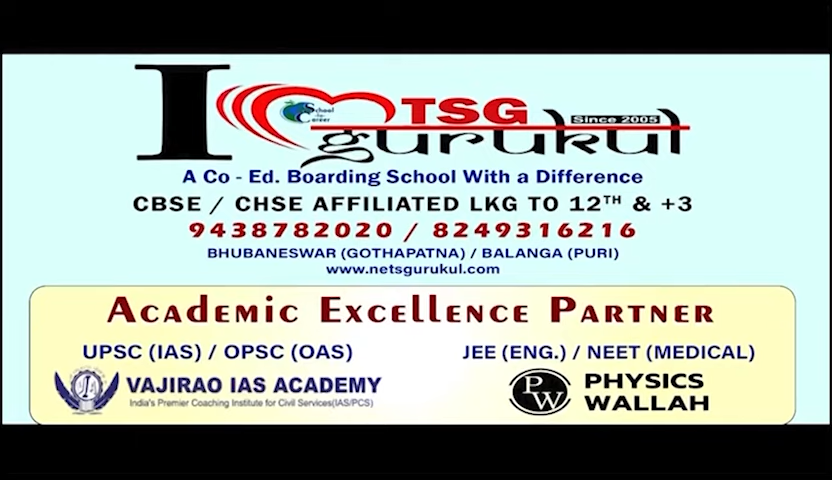 I TSG
School for Career
Since 2005
gurukul
A Co - Ed. Boarding School With a Difference
CBSE / CHSE AFFILIATED LKG TO 12TH & +3
9438782020 / 8249316216
BHUBANESWAR (GOTHAPATNA) / BALANGA (PURI)
www.netsgurukul.com
Academic Excellence Partner
UPSC (IAS) / OPSC (OAS)
VAJIRAO IAS ACADEMY
India's Premier Coaching Institute for Civil Services(IAS/PCS)
JEE (ENG.) / NEET (MEDICAL)
PW
PHYSICS
WALLAH